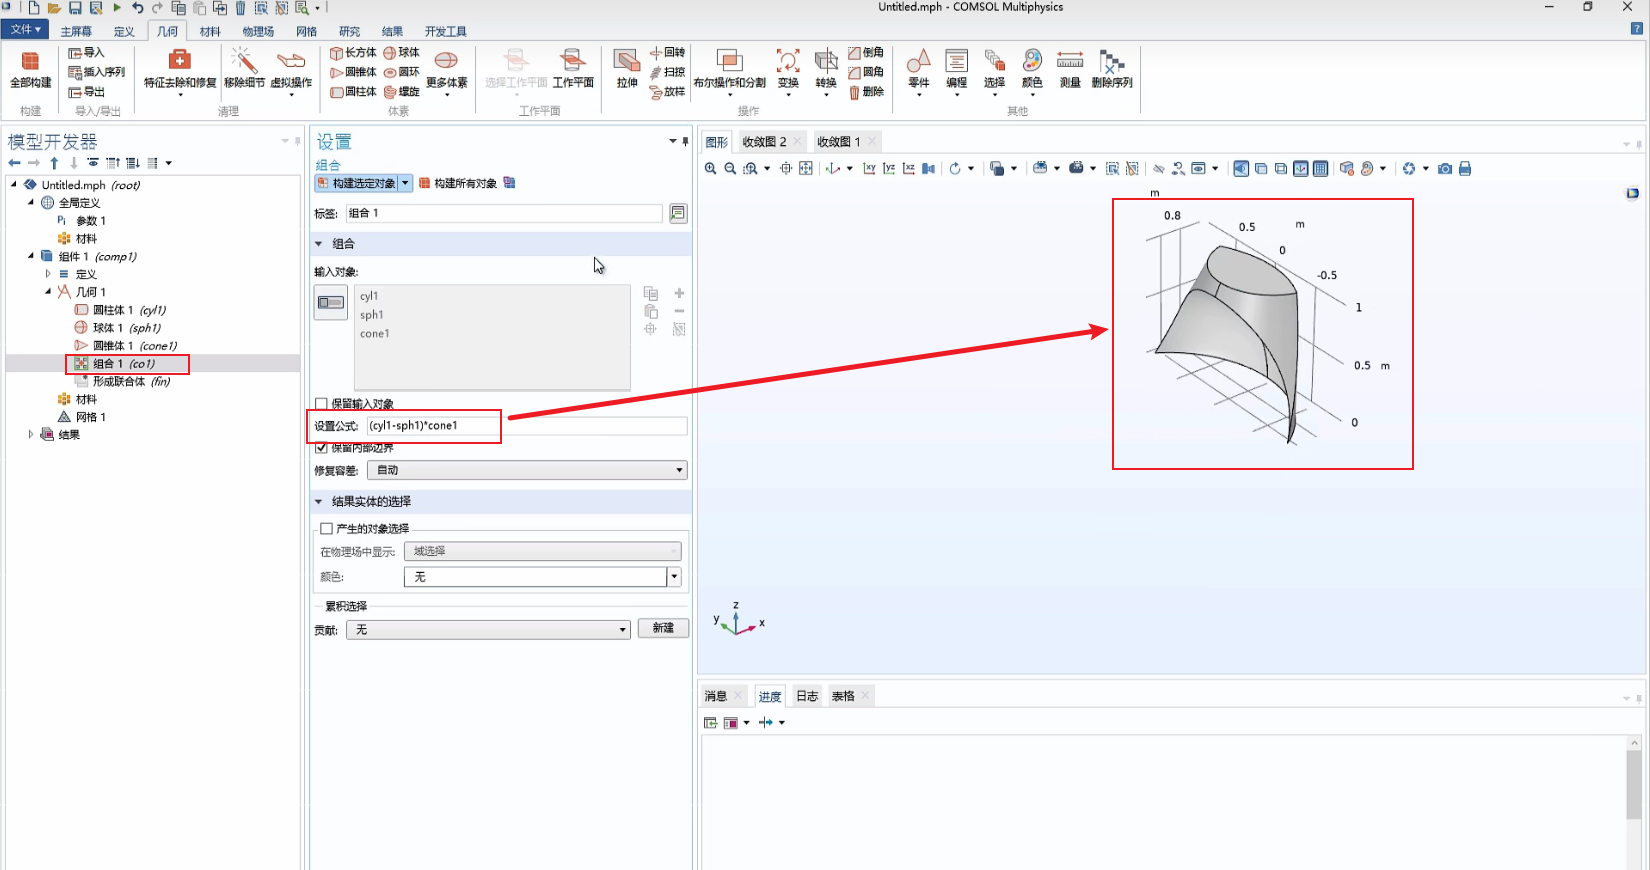 Untitled.mph - COMSOL Multiphysics
文件 主屏幕 定义 几何 材料 物理场 网格 研究 结果 开发工具
全部构建
构建
导入
插入序列
导出
导入/导出
特征去除和修复
移除细节
虚拟操作
清理
长方体
圆锥体
圆柱体
球体
圆环
螺旋
更多体素
体素
选择工作平面
工作平面
工作平面
拉伸
回转
扫掠
放样
布尔操作和分割
变换
转换
倒角
圆角
删除
操作
零件
编程
选择
颜色
测量
删除序列
其他
模型开发器
Untitled.mph (root)
全局定义
Pi 参数 1
材料
组件 1 (comp1)
定义
几何 1
圆柱体 1 (cyl1)
球体 1 (sph1)
圆锥体 1 (cone1)
组合 1 (co1)
形成联合体 (fin)
材料
网格 1
结果
设置
组合
构建选定对象
构建所有对象
标签: 组合 1
组合
输入对象:
cyl1
sph1
cone1
保留输入对象
设置公式: (cyl1-sph1)*cone1
保留内部边界
修复容差: 自动
结果实体的选择
产生的对象选择
在物理场中显示: 域选择
颜色: 无
累积选择
贡献: 无 新建
图形 收敛图 2 收敛图 1
xy yz xz
m
0.8
0.5
m
0
-0.5
1
0.5 m
0
z
y
x
消息 进度 日志 表格